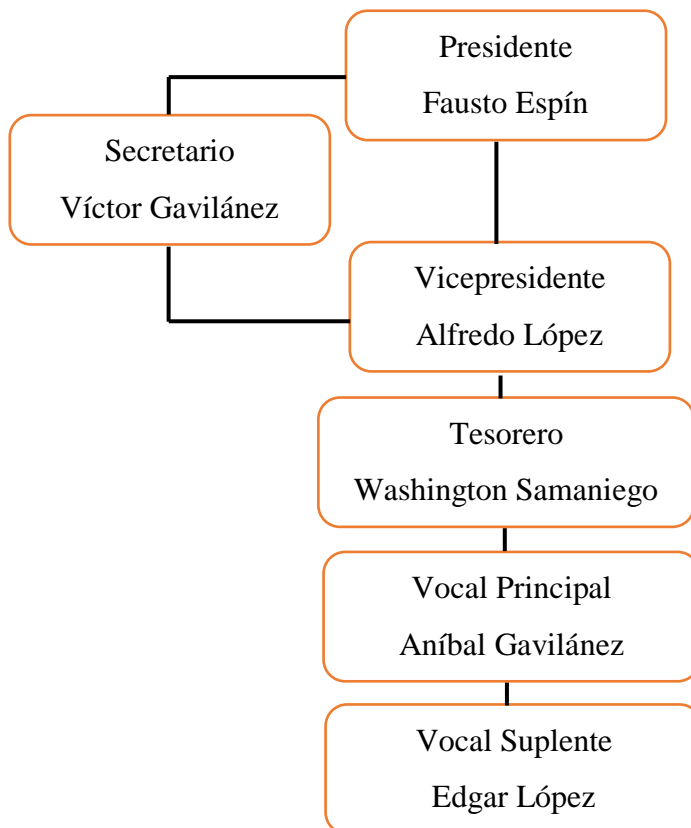 Presidente
Fausto Espín
Secretario
Víctor Gavilánez
Vicepresidente
Alfredo López
Tesorero
Washington Samaniego
Vocal Principal
Aníbal Gavilánez
Vocal Suplente
Edgar López